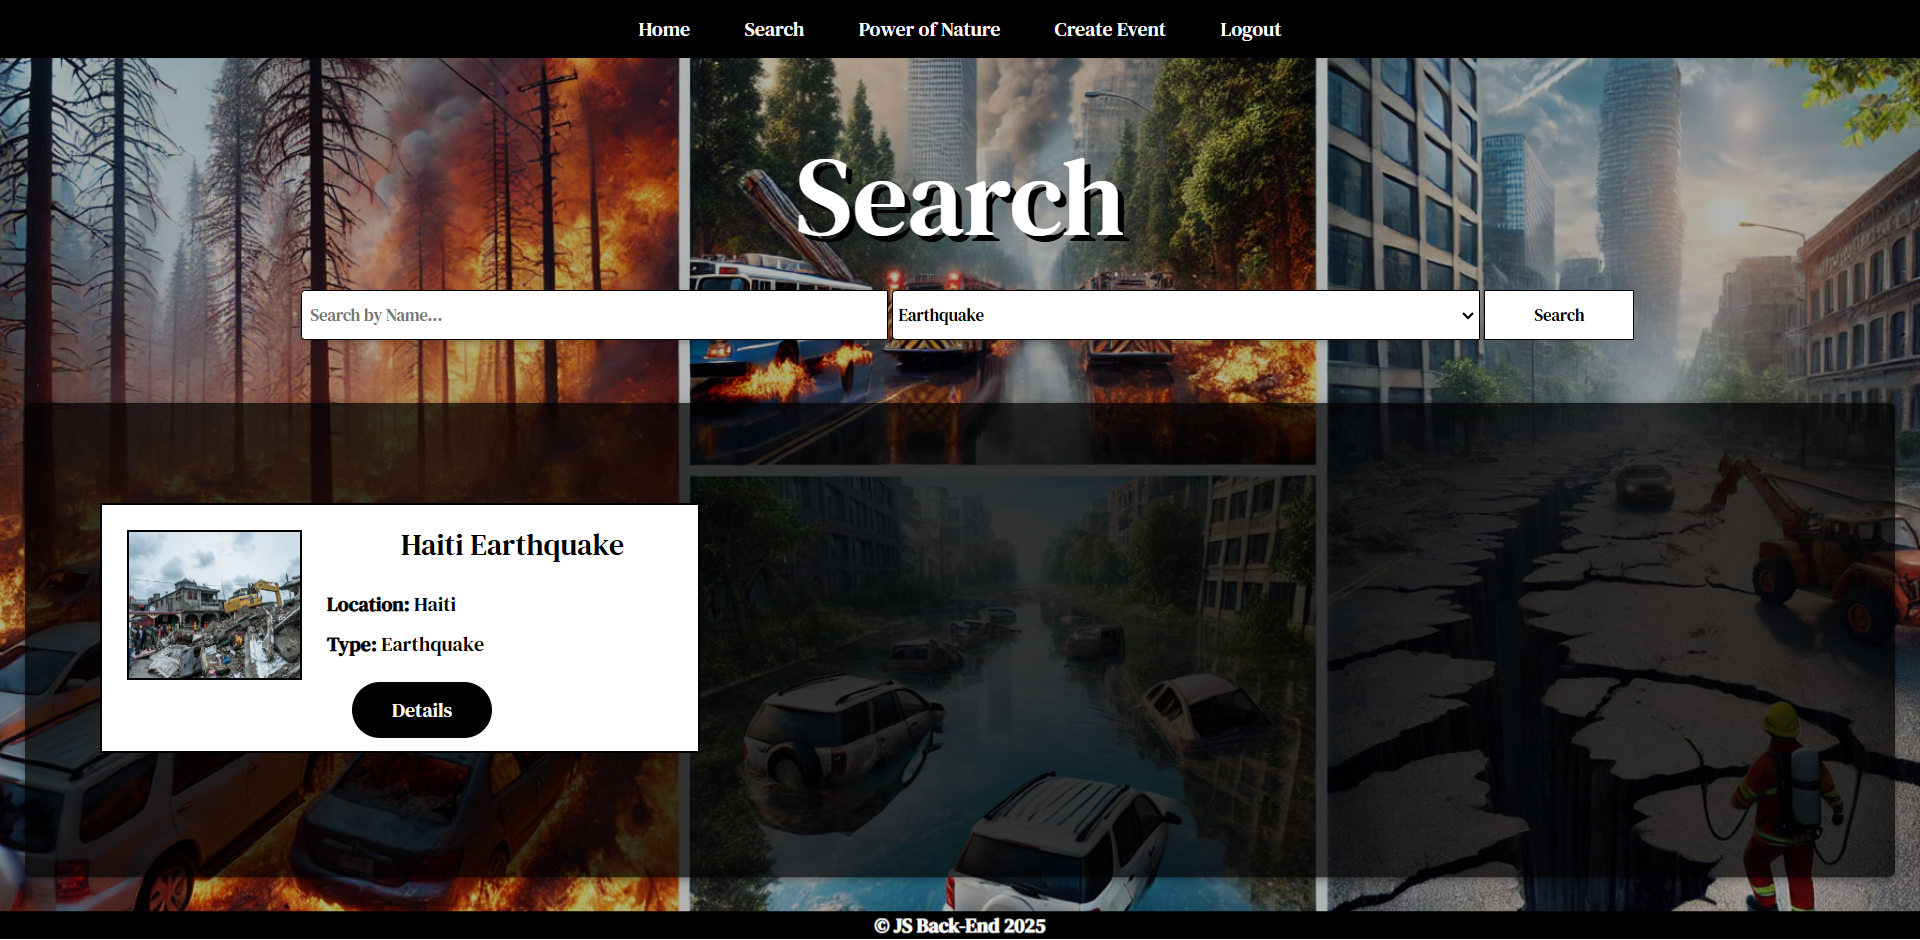 Home Search Power of Nature Create Event Logout
Search
Search by Name... Earthquake Search
Haiti Earthquake
Location: Haiti
Type: Earthquake
Details
© JS Back-End 2025